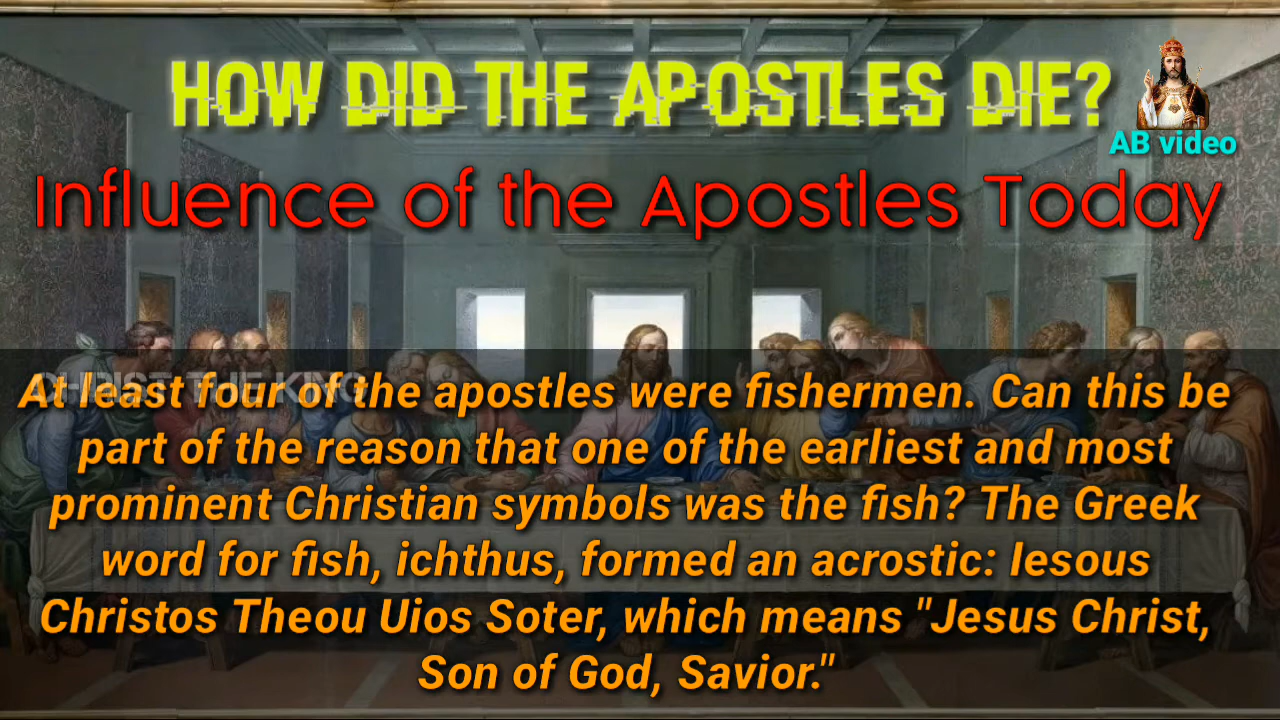 HOW DID THE APOSTLES DIE?
AB video
Influence of the Apostles Today
CHRIST THE KING
At least four of the apostles were fishermen. Can this be
part of the reason that one of the earliest and most
prominent Christian symbols was the fish? The Greek
word for fish, ichthus, formed an acrostic: Iesous
Christos Theou Uios Soter, which means "Jesus Christ,
Son of God, Savior."